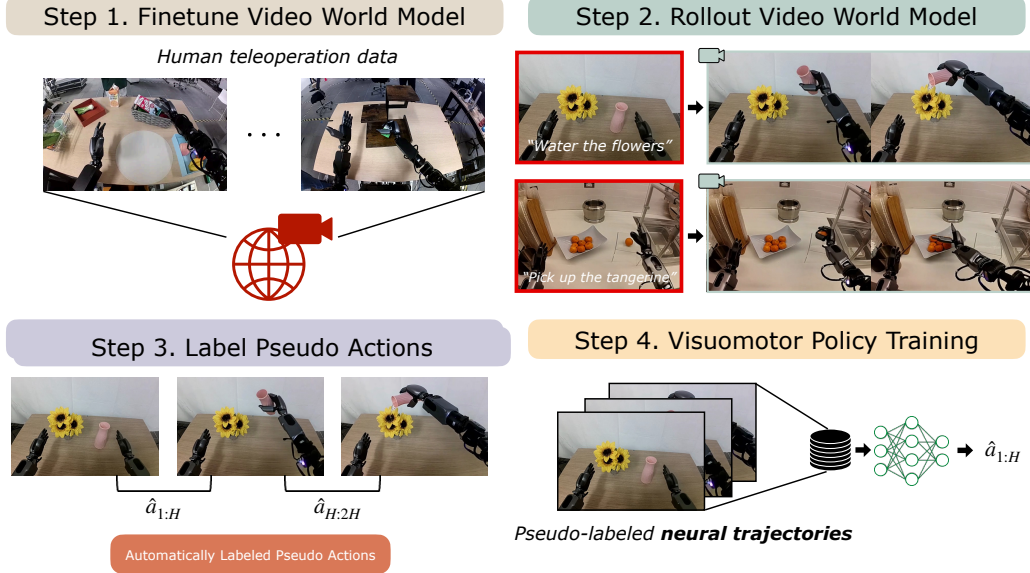 Step 1. Finetune Video World Model
Human teleoperation data
. . .
Step 2. Rollout Video World Model
"Water the flowers"
"Pick up the tangerine"
Step 3. Label Pseudo Actions
â1:H
âH:2H
Automatically Labeled Pseudo Actions
Step 4. Visuomotor Policy Training
â1:H
Pseudo-labeled neural trajectories